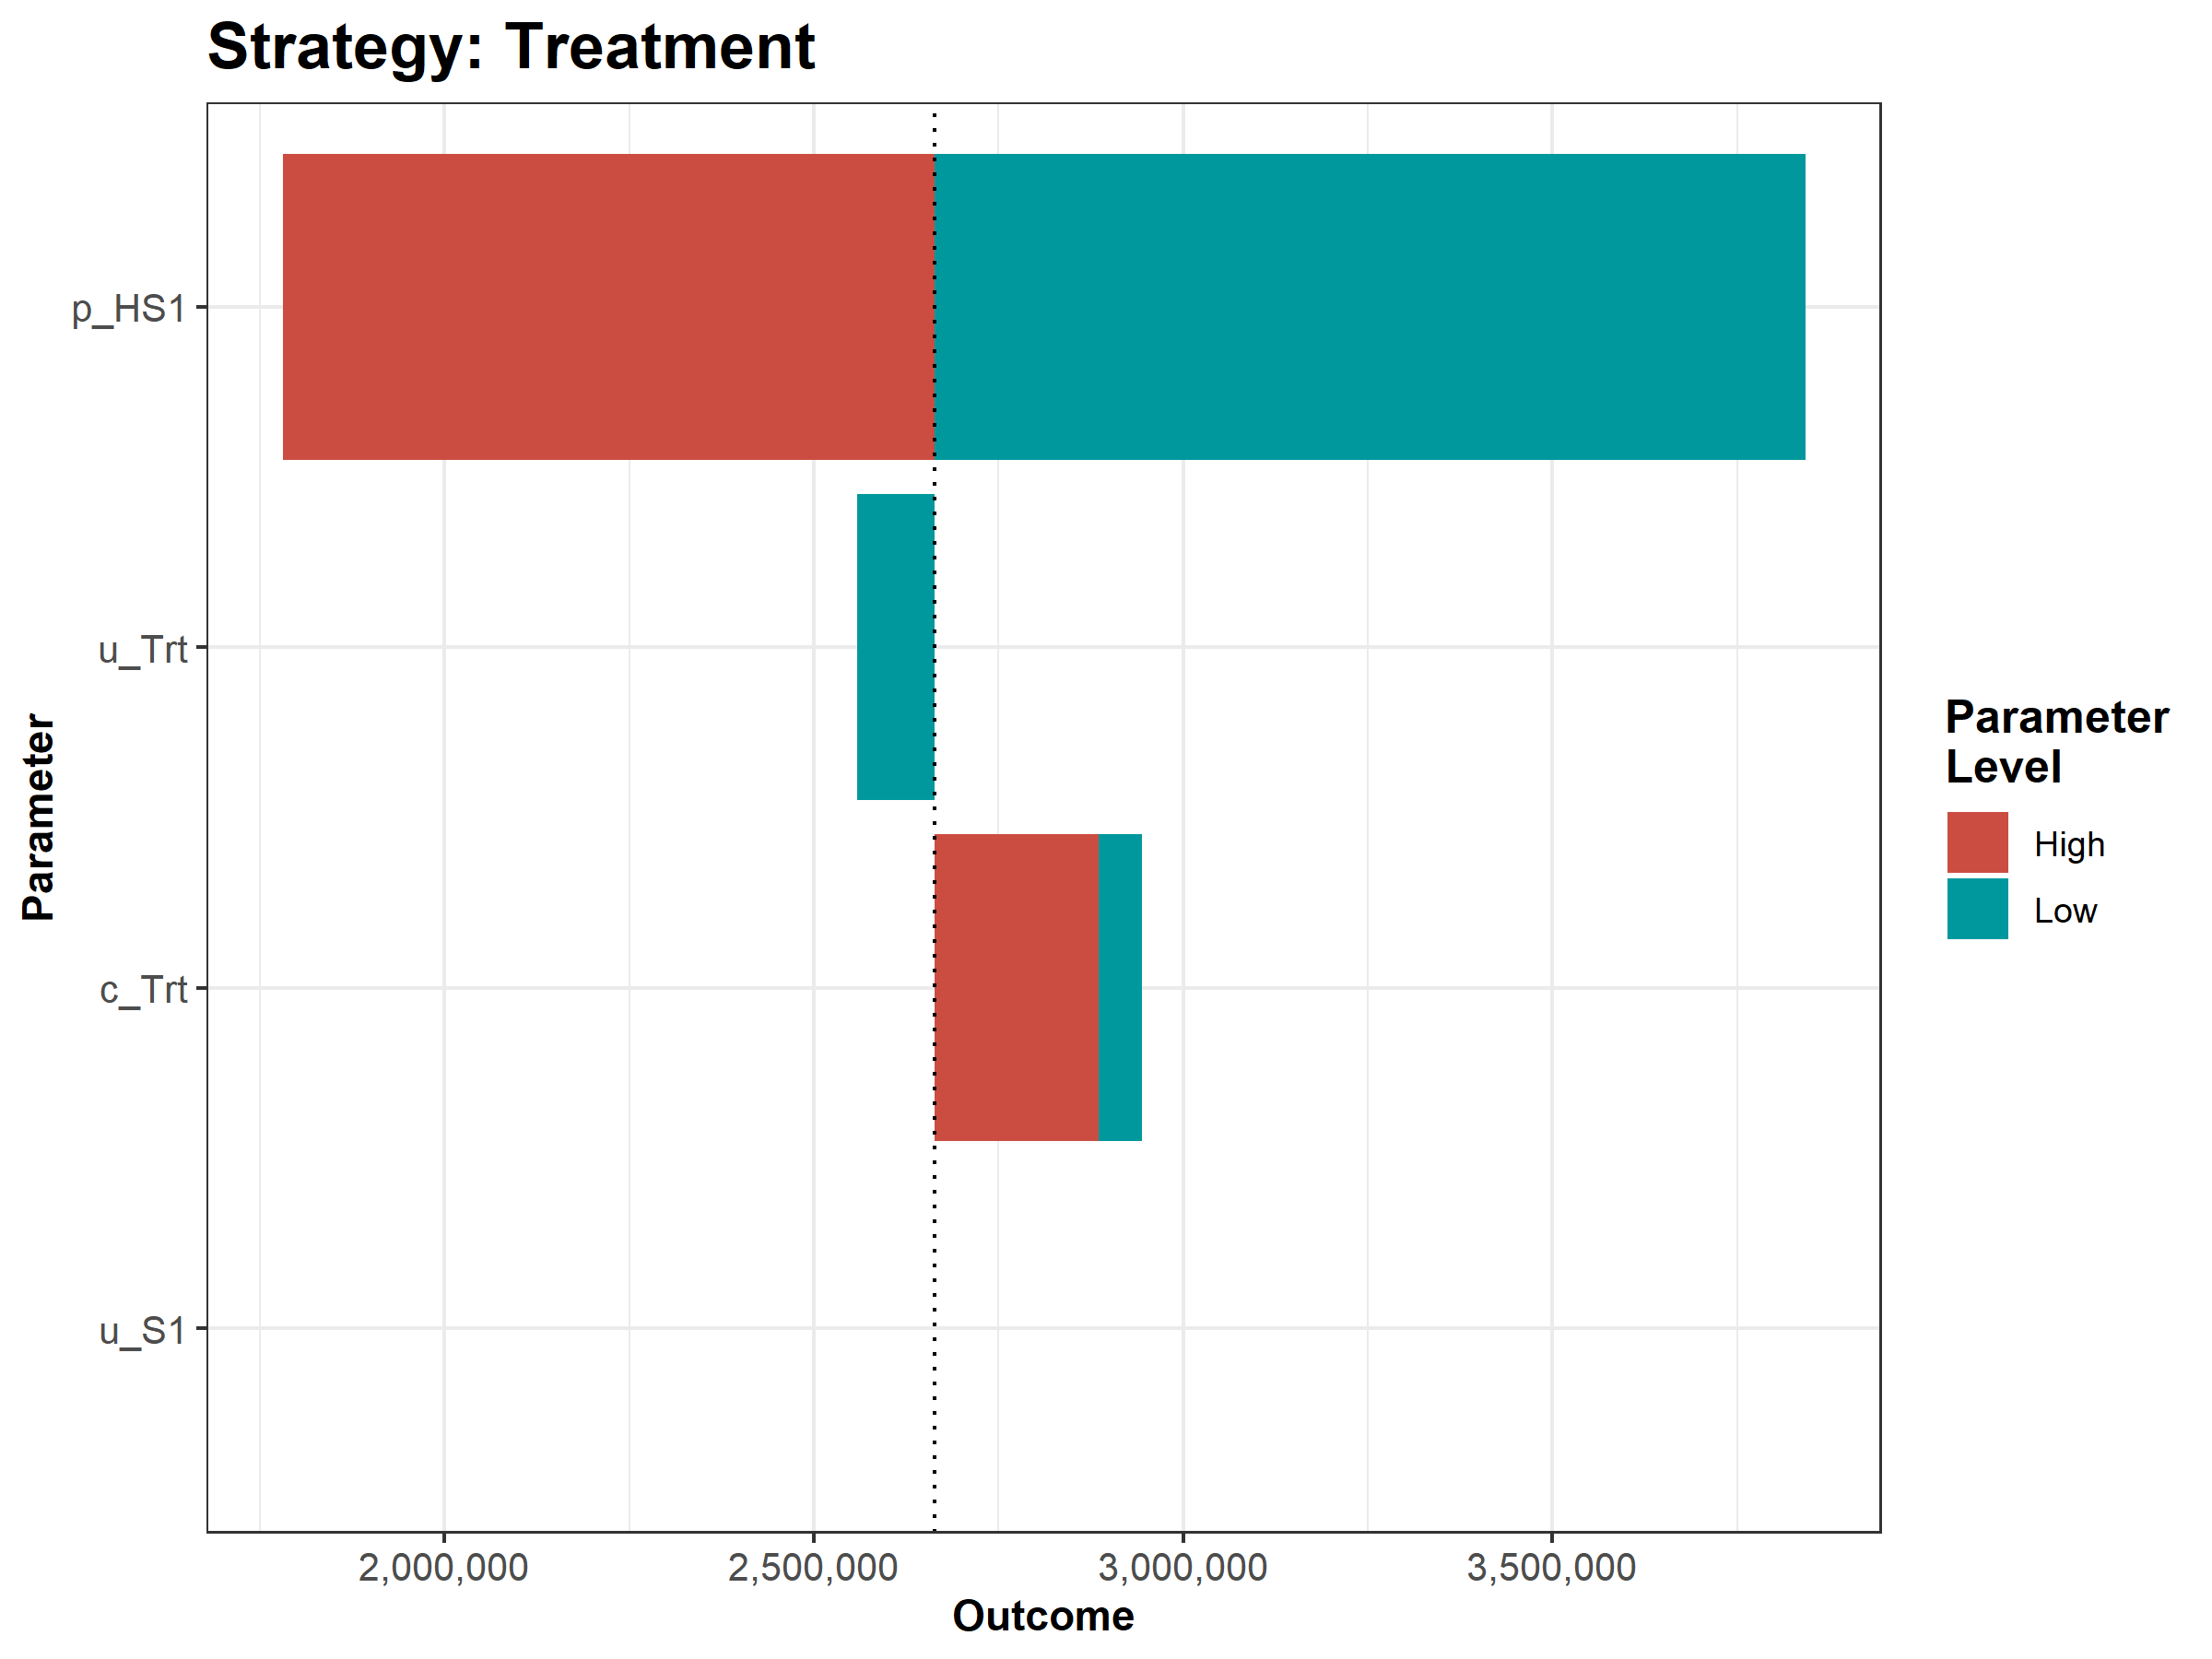 Strategy: Treatment
p_HS1
u_Trt
c_Trt
u_S1
Parameter
2,000,000
2,500,000
3,000,000
3,500,000
Outcome
Parameter
Level
High
Low